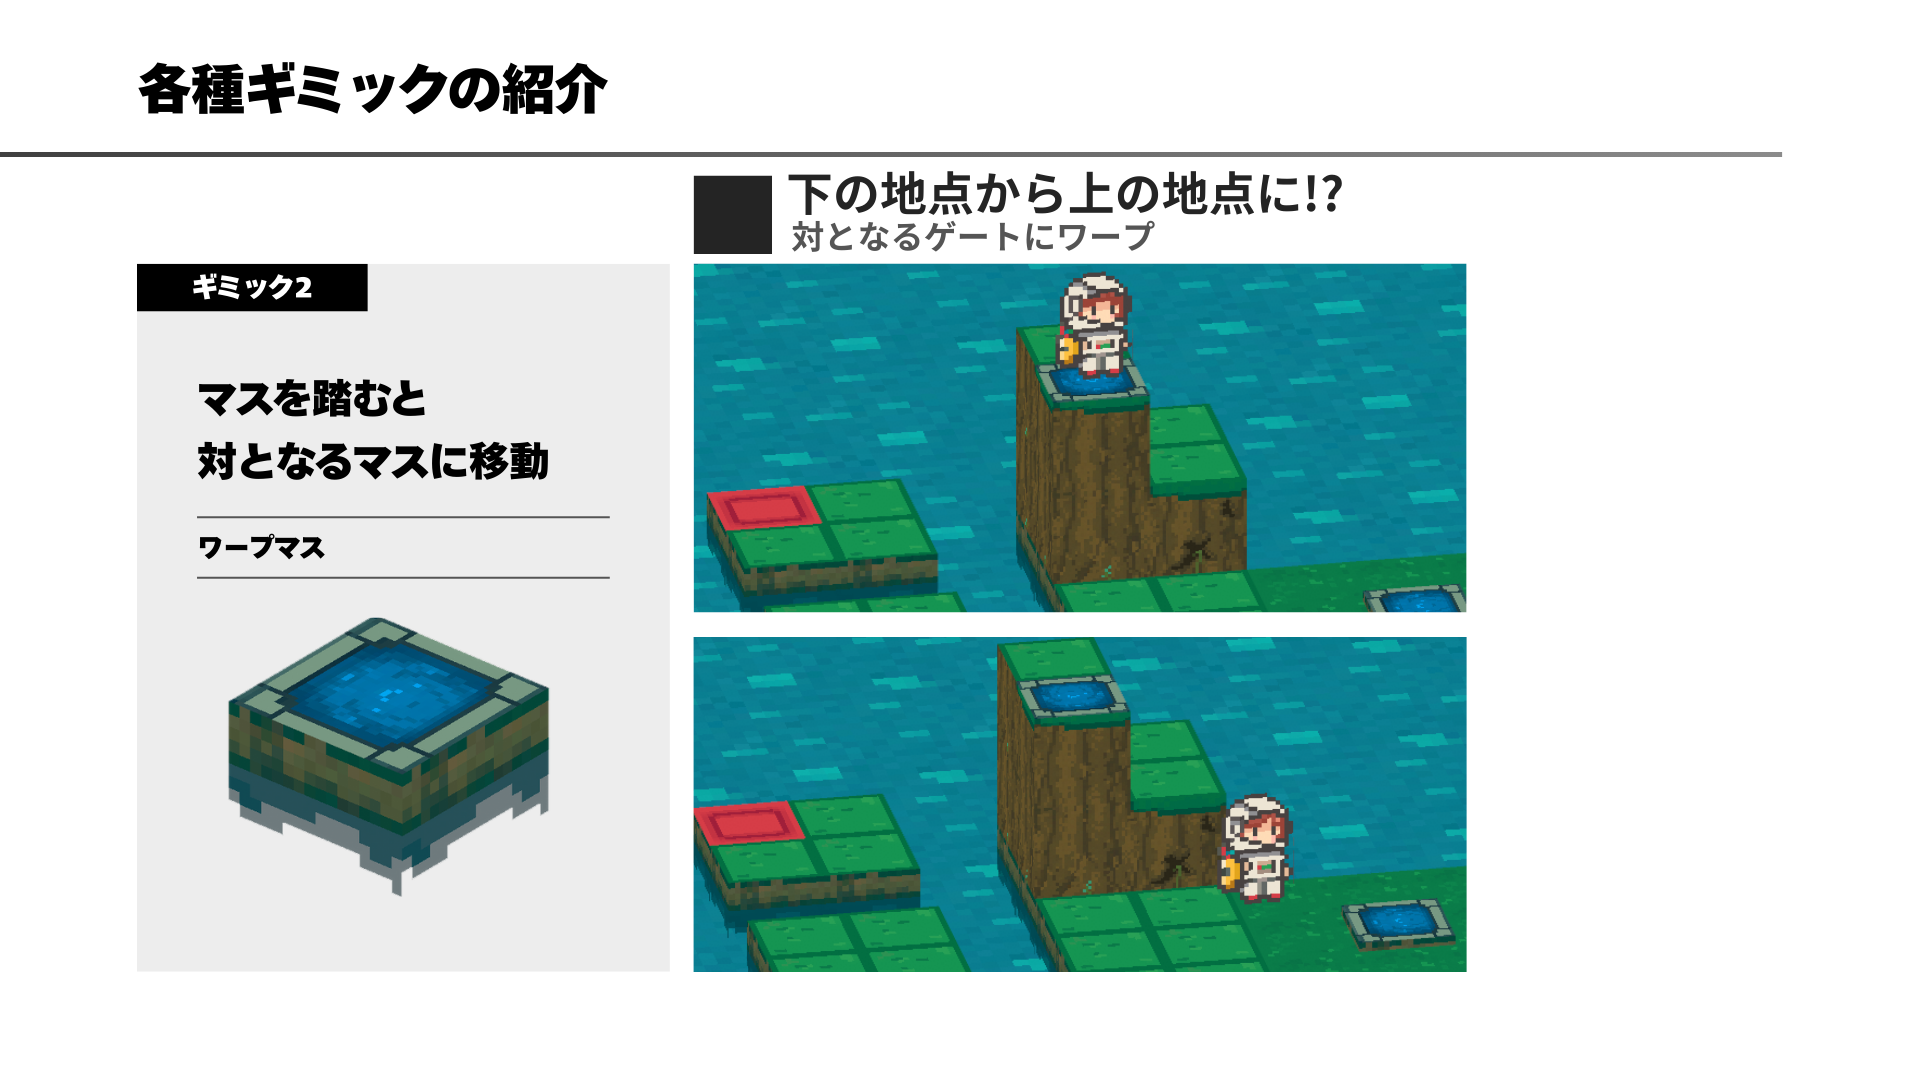 各種ギミックの紹介
下の地点から上の地点に!?
対となるゲートにワープ
ギミック2
マスを踏むと
対となるマスに移動
ワープマス